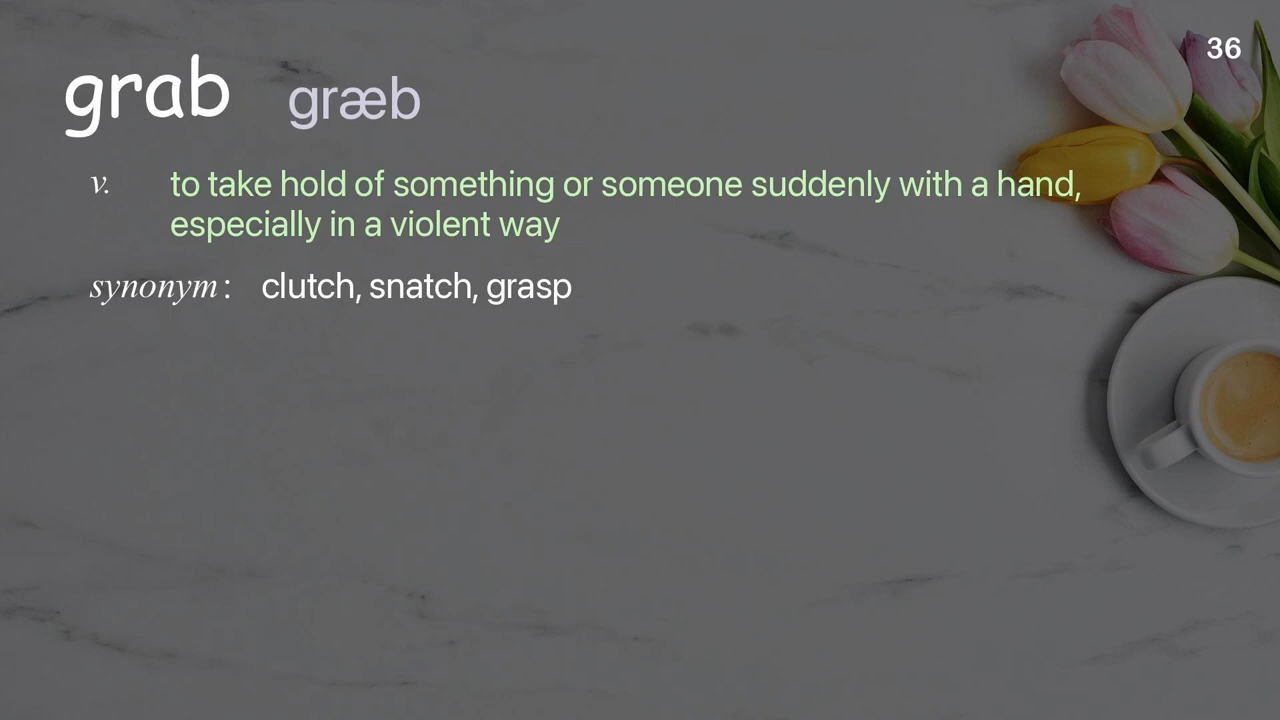 36
grab græb
v. to take hold of something or someone suddenly with a hand,
especially in a violent way
synonym : clutch, snatch, grasp